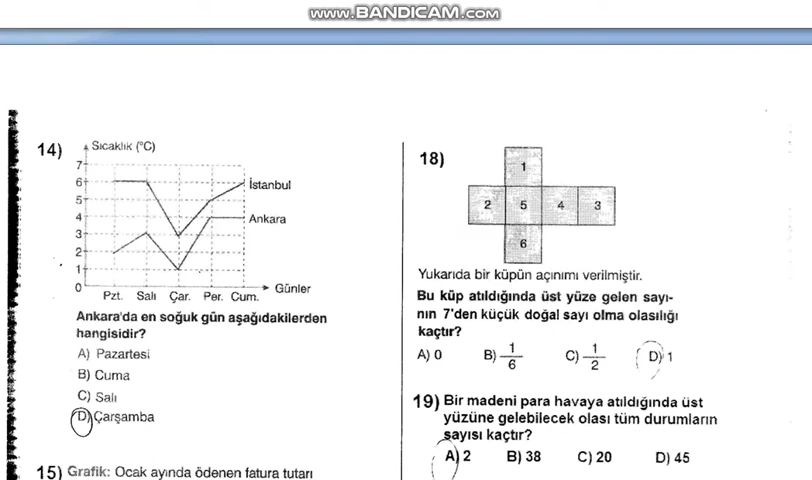 www.BANDICAM.com
14)
Sıcaklık (°C)
7
6
5
4
3
2
1
0
İstanbul
Ankara
Günler
Pzt. Salı Çar. Per. Cum.
Ankara'da en soğuk gün aşağıdakilerden
hangisidir?
A) Pazartesi
B) Cuma
C) Salı
D) Çarşamba
15) Grafik: Ocak ayında ödenen fatura tutarı
18)
1
2 5 4 3
6
Yukarıda bir küpün açınımı verilmiştir.
Bu küp atıldığında üst yüze gelen sayı-
nın 7'den küçük doğal sayı olma olasılığı
kaçtır?
A) 0 B) 1/6 C) 1/2 D) 1
19) Bir madeni para havaya atıldığında üst
yüzüne gelebilecek olası tüm durumların
sayısı kaçtır?
A) 2 B) 38 C) 20 D) 45